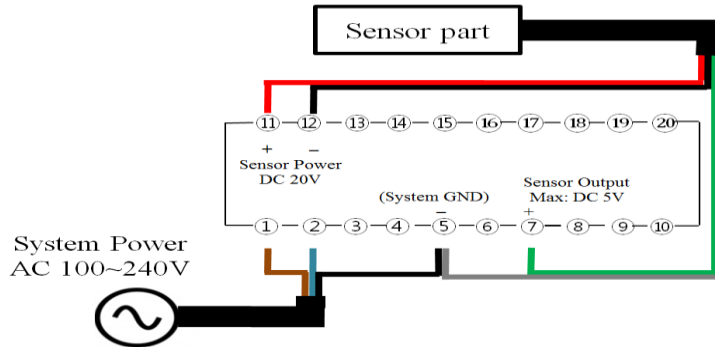 Sensor part
11 12 13 14 15 16 17 18 19 20
+ −
Sensor Power
DC 20V
Sensor Output
Max: DC 5V
(System GND)
− +
1 2 3 4 5 6 7 8 9 10
System Power
AC 100~240V